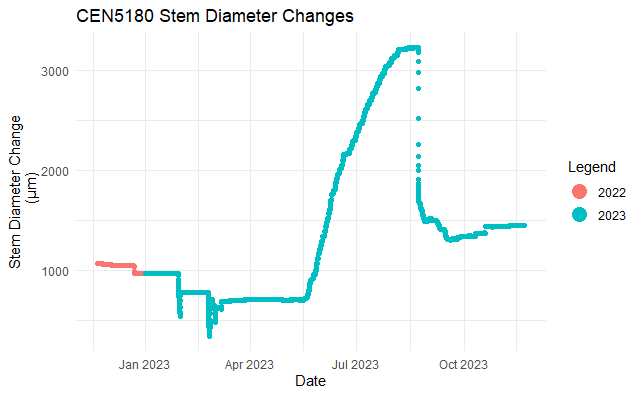 CEN5180 Stem Diameter Changes
3000
2000
1000
Stem Diameter Change
(µm)
Jan 2023
Apr 2023
Jul 2023
Oct 2023
Date
Legend
2022
2023